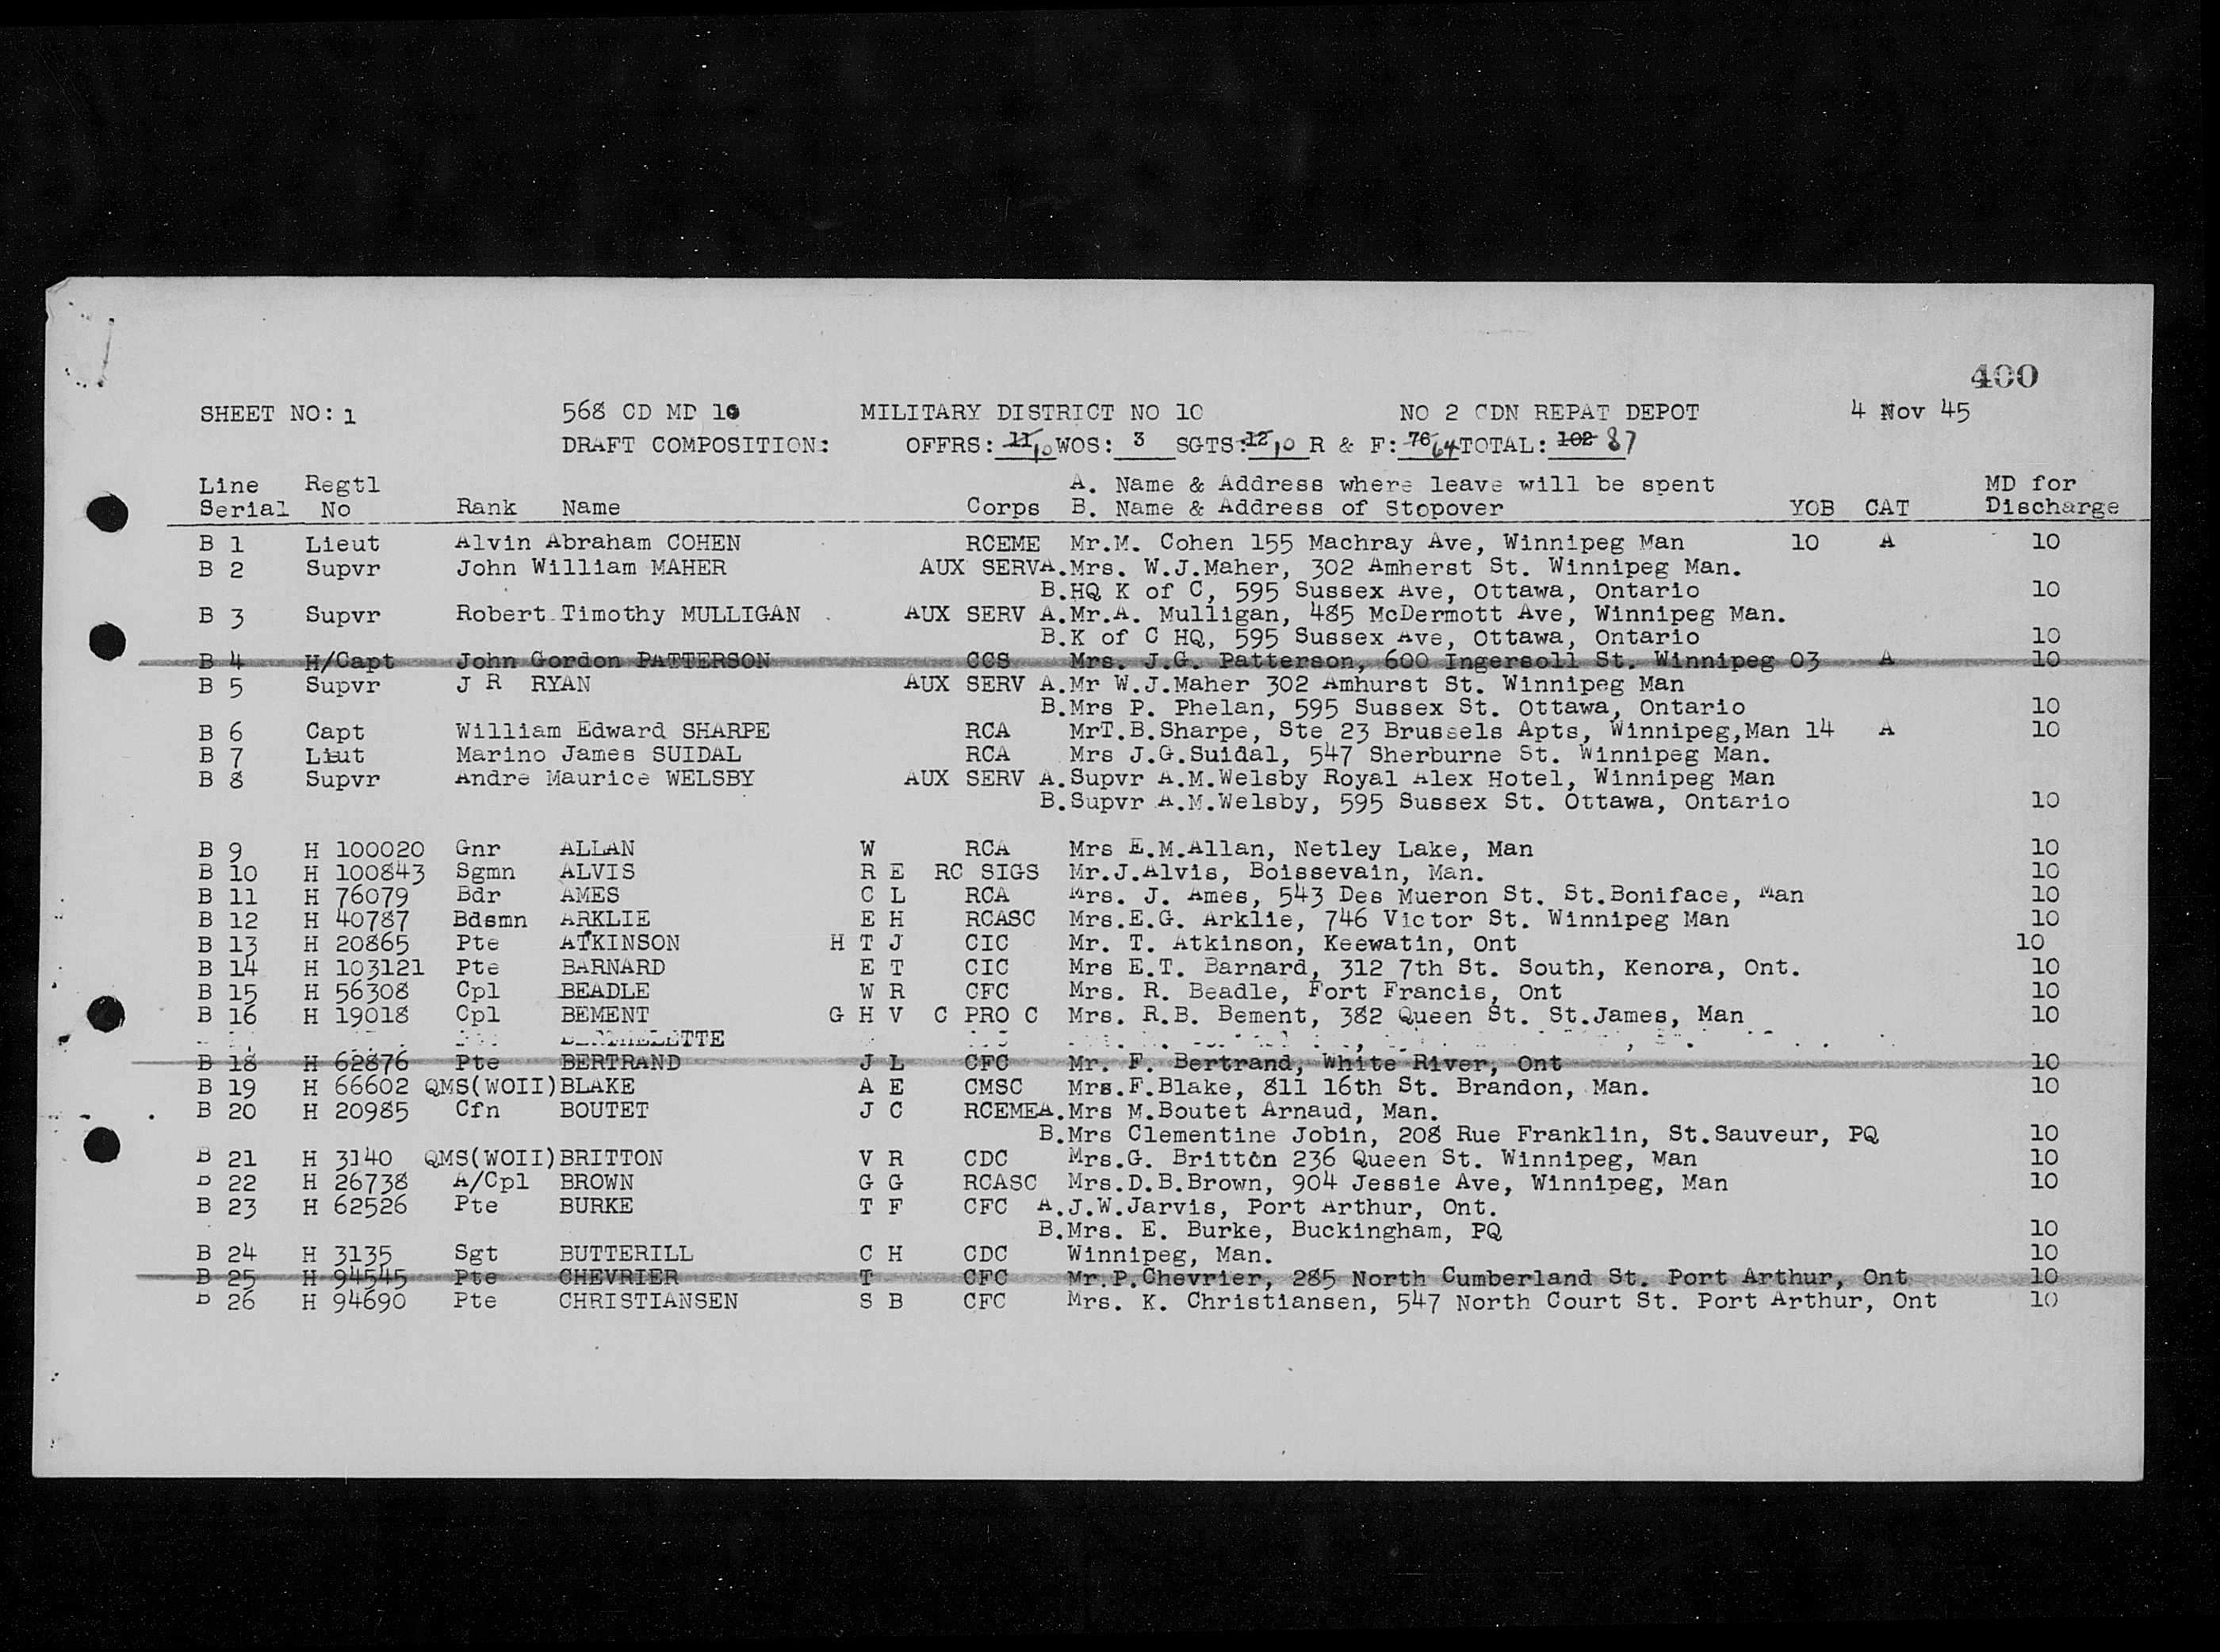 400
SHEET NO: 1 568 CD MD 10 MILITARY DISTRICT NO 10 NO 2 CDN REPAT DEPOT 4 Nov 45
DRAFT COMPOSITION: OFFRS: 11 10 WOS: 3 SGTS: 12 10 R & F: 76 64 TOTAL: 102 87
Line Regtl A. Name & Address where leave will be spent MD for
Serial No Rank Name Corps B. Name & Address of Stopover YOB CAT Discharge
B 1 Lieut Alvin Abraham COHEN RCEME Mr.M. Cohen 155 Machray Ave, Winnipeg Man 10 A 10
B 2 Supvr John William MAHER AUX SERVA.Mrs. W.J.Maher, 302 Amherst St. Winnipeg Man.
B.HQ K of C, 595 Sussex Ave, Ottawa, Ontario 10
B 3 Supvr Robert Timothy MULLIGAN AUX SERV A.Mr.A. Mulligan, 485 McDermott Ave, Winnipeg Man.
B.K of C HQ, 595 Sussex Ave, Ottawa, Ontario 10
B 4 H/Capt John Gordon PATTERSON CCS Mrs. J.G. Patterson, 600 Ingersoll St. Winnipeg 03 A 10
B 5 Supvr J R RYAN AUX SERV A.Mr W.J.Maher 302 Amhurst St. Winnipeg Man
B.Mrs P. Phelan, 595 Sussex St. Ottawa, Ontario 10
B 6 Capt William Edward SHARPE RCA MrT.B.Sharpe, Ste 23 Brussels Apts, Winnipeg,Man 14 A 10
B 7 Liut Marino James SUIDAL RCA Mrs J.G.Suidal, 547 Sherburne St. Winnipeg Man.
B 8 Supvr Andre Maurice WELSBY AUX SERV A.Supvr A.M.Welsby Royal Alex Hotel, Winnipeg Man
B.Supvr A.M.Welsby, 595 Sussex St. Ottawa, Ontario 10
B 9 H 100020 Gnr ALLAN W RCA Mrs E.M.Allan, Netley Lake, Man 10
B 10 H 100843 Sgmn ALVIS R E RC SIGS Mr.J.Alvis, Boissevain, Man. 10
B 11 H 76079 Bdr AMES C L RCA Mrs. J. Ames, 543 Des Mueron St. St.Boniface, Man 10
B 12 H 40787 Bdsmn ARKLIE E H RCASC Mrs.E.G. Arklie, 746 Victor St. Winnipeg Man 10
B 13 H 20865 Pte ATKINSON H T J CIC Mr. T. Atkinson, Keewatin, Ont 10
B 14 H 103121 Pte BARNARD E T CIC Mrs E.T. Barnard, 312 7th St. South, Kenora, Ont. 10
B 15 H 56308 Cpl BEADLE W R CFC Mrs. R. Beadle, Fort Francis, Ont 10
B 16 H 19018 Cpl BEMENT G H V C PRO C Mrs. R.B. Bement, 382 Queen St. St.James, Man 10
B 18 H 62876 Pte BERTRAND J L CFC Mr. F. Bertrand, White River, Ont 10
B 19 H 66602 QMS(WOII)BLAKE A E CMSC Mrs.F.Blake, 811 16th St. Brandon, Man. 10
B 20 H 20985 Cfn BOUTET J C RCEMEA.Mrs M.Boutet Arnaud, Man.
B.Mrs Clementine Jobin, 208 Rue Franklin, St.Sauveur, PQ 10
B 21 H 3140 QMS(WOII)BRITTON V R CDC Mrs.G. Britton 236 Queen St. Winnipeg, Man 10
B 22 H 26738 A/Cpl BROWN G G RCASC Mrs.D.B.Brown, 904 Jessie Ave, Winnipeg, Man 10
B 23 H 62526 Pte BURKE T F CFC A.J.W.Jarvis, Port Arthur, Ont.
B.Mrs. E. Burke, Buckingham, PQ 10
B 24 H 3135 Sgt BUTTERILL C H CDC Winnipeg, Man. 10
B 25 H 94545 Pte CHEVRIER T CFC Mr.P.Chevrier, 285 North Cumberland St. Port Arthur, Ont 10
B 26 H 94690 Pte CHRISTIANSEN S B CFC Mrs. K. Christiansen, 547 North Court St. Port Arthur, Ont 10